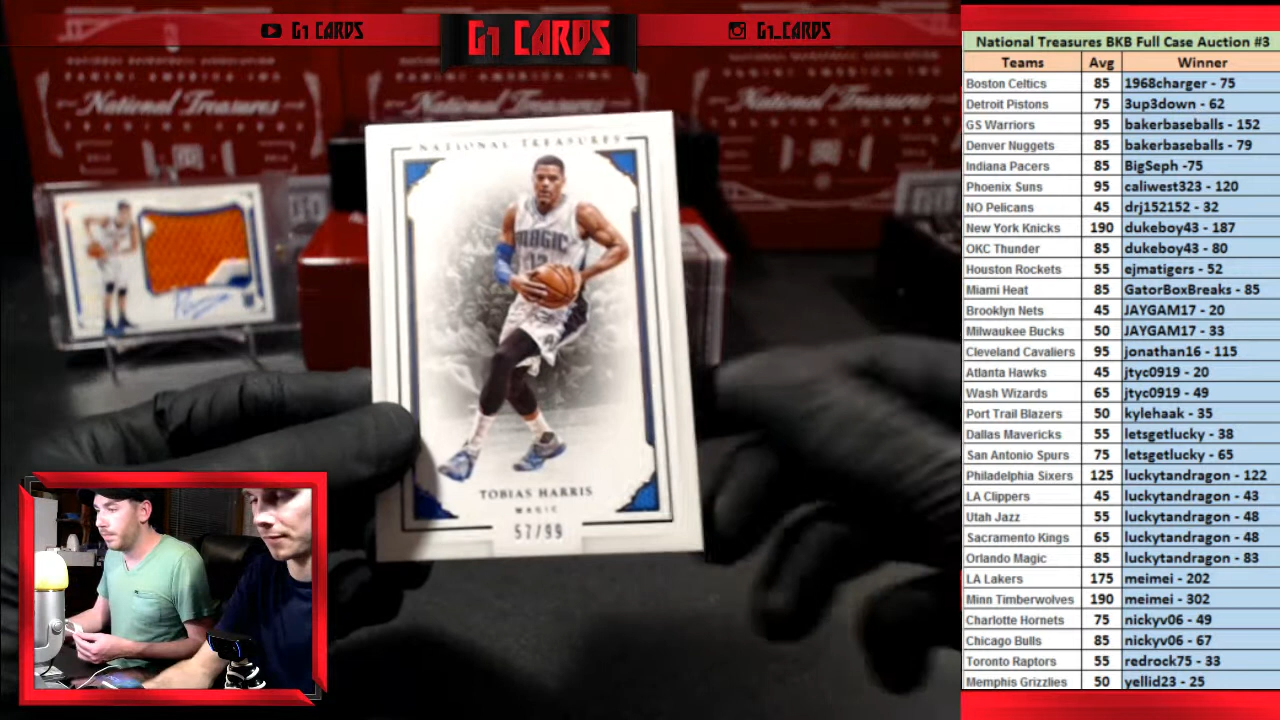 G1 CARDS
G1 CARDS
G1_CARDS
National Treasures
National Treasures
National Treasures
NATIONAL TREASURES
MAGIC
12
TOBIAS HARRIS
MAGIC
57/99
National Treasures BKB Full Case Auction #3
Teams Avg Winner
Boston Celtics 85 1968charger - 75
Detroit Pistons 75 3up3down - 62
GS Warriors 95 bakerbaseballs - 152
Denver Nuggets 85 bakerbaseballs - 79
Indiana Pacers 85 BigSeph -75
Phoenix Suns 95 caliwest323 - 120
NO Pelicans 45 drj152152 - 32
New York Knicks 190 dukeboy43 - 187
OKC Thunder 85 dukeboy43 - 80
Houston Rockets 55 ejmatigers - 52
Miami Heat 85 GatorBoxBreaks - 85
Brooklyn Nets 45 JAYGAM17 - 20
Milwaukee Bucks 50 JAYGAM17 - 33
Cleveland Cavaliers 95 jonathan16 - 115
Atlanta Hawks 45 jtyc0919 - 20
Wash Wizards 65 jtyc0919 - 49
Port Trail Blazers 50 kylehaak - 35
Dallas Mavericks 55 letsgetlucky - 38
San Antonio Spurs 75 letsgetlucky - 65
Philadelphia Sixers 125 luckytandragon - 122
LA Clippers 45 luckytandragon - 43
Utah Jazz 55 luckytandragon - 48
Sacramento Kings 65 luckytandragon - 48
Orlando Magic 85 luckytandragon - 83
LA Lakers 175 meimei - 202
Minn Timberwolves 190 meimei - 302
Charlotte Hornets 75 nickyv06 - 49
Chicago Bulls 85 nickyv06 - 67
Toronto Raptors 55 redrock75 - 33
Memphis Grizzlies 50 yellid23 - 25